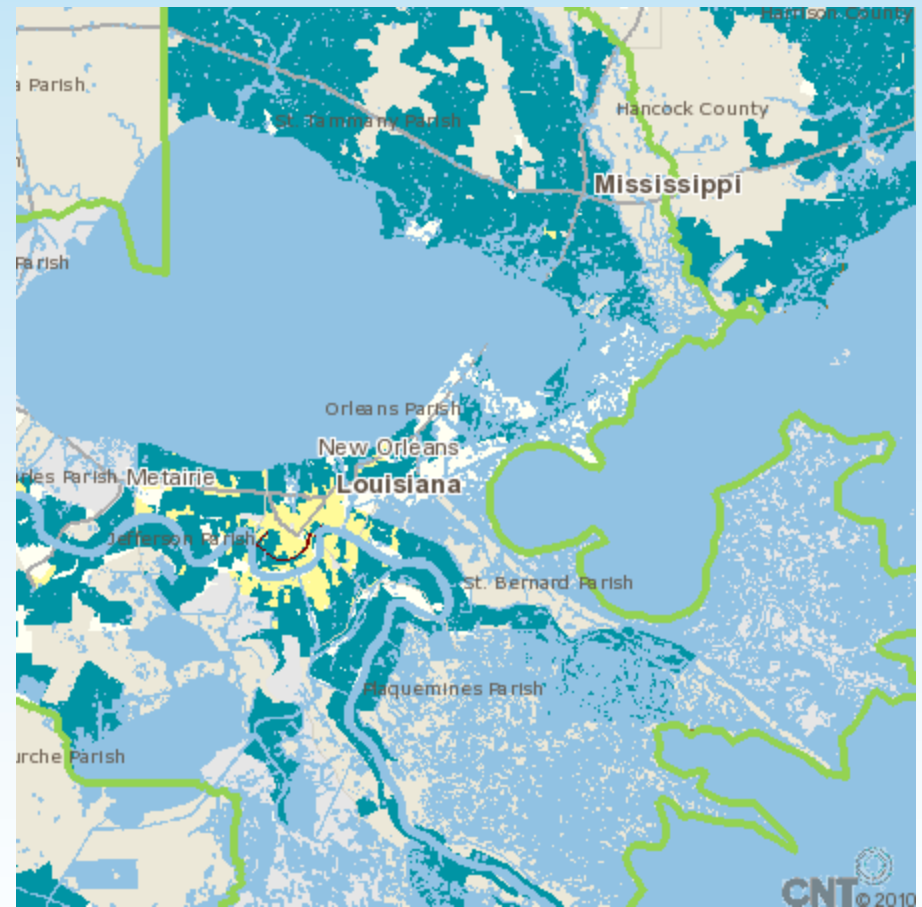 Harrison County
a Parish
Hancock County
St. Tammany Parish
Mississippi
Parish
Orleans Parish
New Orleans
rles Parish Metairie
Louisiana
Jefferson Parish
St. Bernard Parish
Plaquemines Parish
urche Parish
CNT © 2010